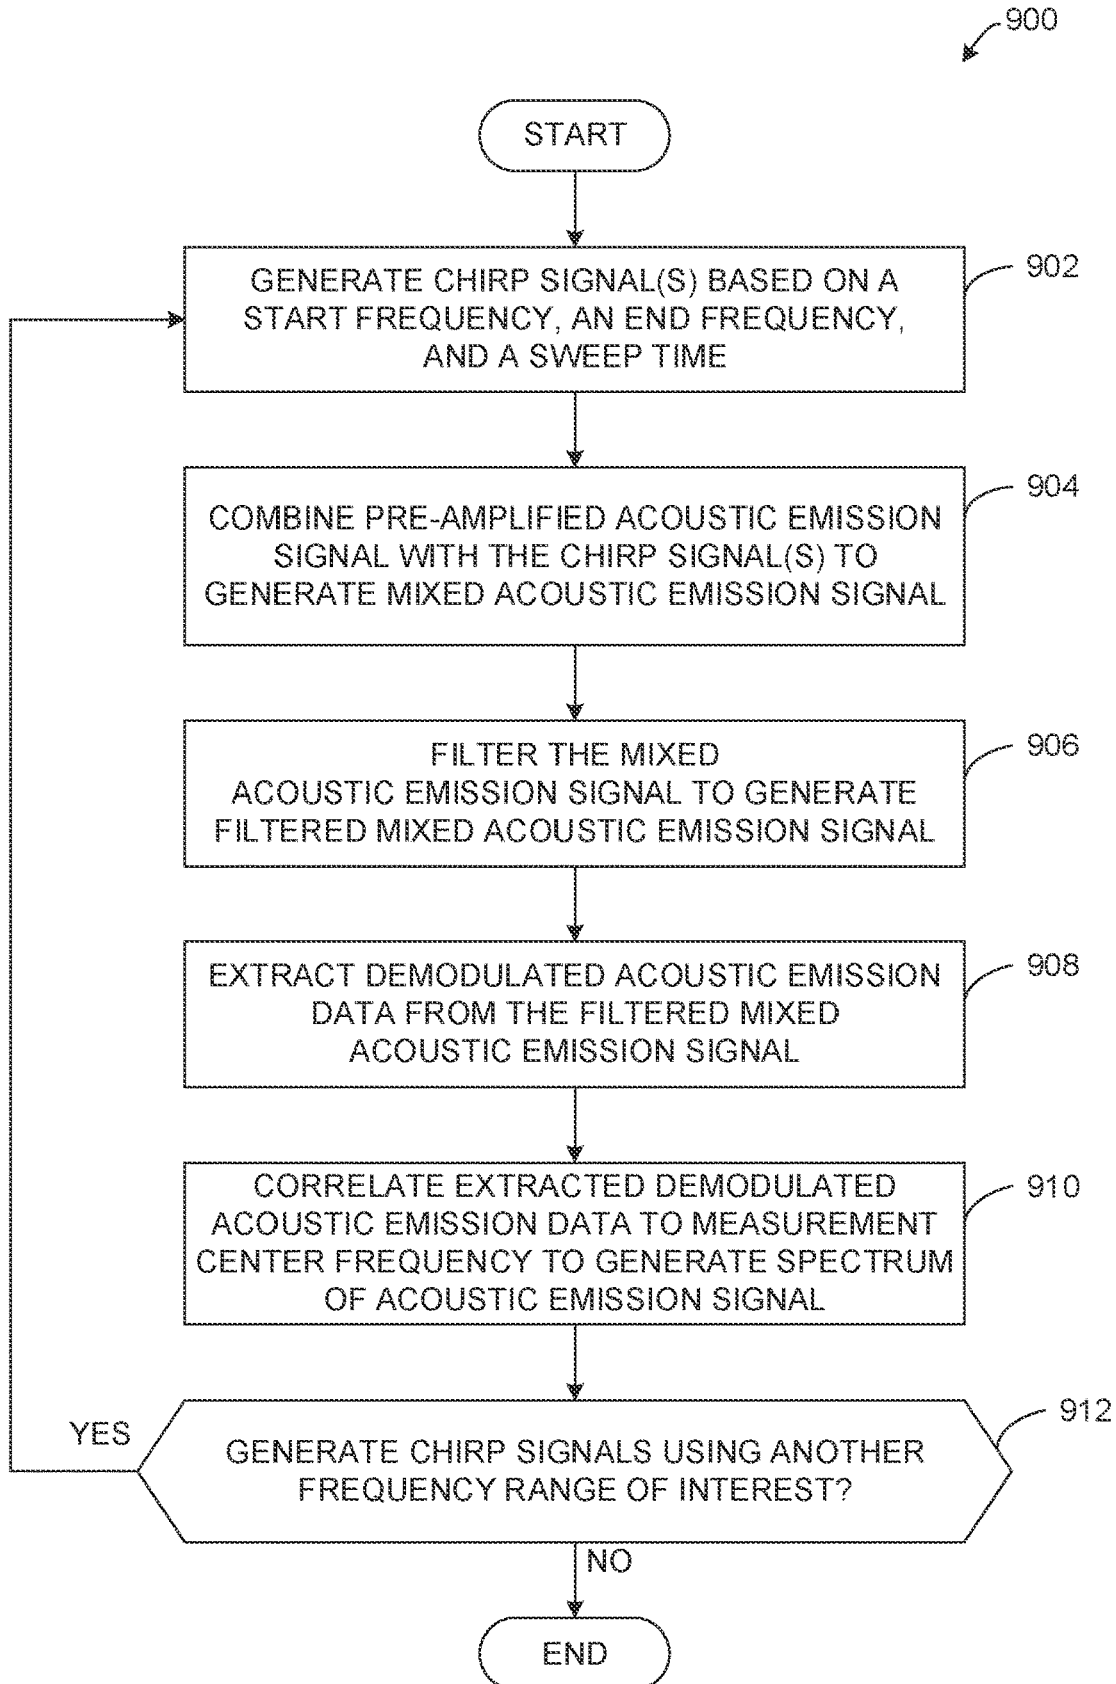 900
START
GENERATE CHIRP SIGNAL(S) BASED ON A
START FREQUENCY, AN END FREQUENCY,
AND A SWEEP TIME
902
COMBINE PRE-AMPLIFIED ACOUSTIC EMISSION
SIGNAL WITH THE CHIRP SIGNAL(S) TO
GENERATE MIXED ACOUSTIC EMISSION SIGNAL
904
FILTER THE MIXED
ACOUSTIC EMISSION SIGNAL TO GENERATE
FILTERED MIXED ACOUSTIC EMISSION SIGNAL
906
EXTRACT DEMODULATED ACOUSTIC EMISSION
DATA FROM THE FILTERED MIXED
ACOUSTIC EMISSION SIGNAL
908
CORRELATE EXTRACTED DEMODULATED
ACOUSTIC EMISSION DATA TO MEASUREMENT
CENTER FREQUENCY TO GENERATE SPECTRUM
OF ACOUSTIC EMISSION SIGNAL
910
YES
GENERATE CHIRP SIGNALS USING ANOTHER
FREQUENCY RANGE OF INTEREST?
912
NO
END